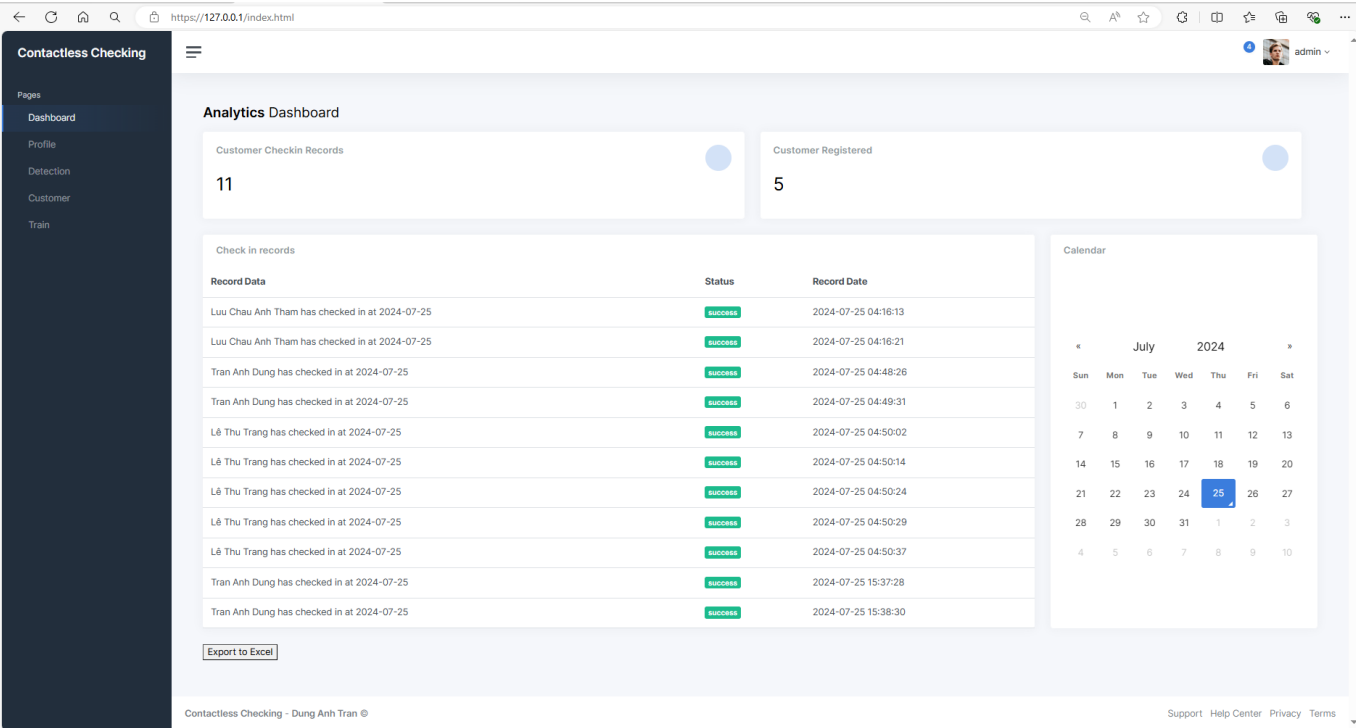 https://127.0.0.1/index.html
Contactless Checking
4
admin
Pages
Dashboard
Profile
Detection
Customer
Train
Analytics Dashboard
Customer Checkin Records
11
Customer Registered
5
Check in records
Record Data Status Record Date
Luu Chau Anh Tham has checked in at 2024-07-25 success 2024-07-25 04:16:13
Luu Chau Anh Tham has checked in at 2024-07-25 success 2024-07-25 04:16:21
Tran Anh Dung has checked in at 2024-07-25 success 2024-07-25 04:48:26
Tran Anh Dung has checked in at 2024-07-25 success 2024-07-25 04:49:31
Lê Thu Trang has checked in at 2024-07-25 success 2024-07-25 04:50:02
Lê Thu Trang has checked in at 2024-07-25 success 2024-07-25 04:50:14
Lê Thu Trang has checked in at 2024-07-25 success 2024-07-25 04:50:24
Lê Thu Trang has checked in at 2024-07-25 success 2024-07-25 04:50:29
Lê Thu Trang has checked in at 2024-07-25 success 2024-07-25 04:50:37
Tran Anh Dung has checked in at 2024-07-25 success 2024-07-25 15:37:28
Tran Anh Dung has checked in at 2024-07-25 success 2024-07-25 15:38:30
Export to Excel
Calendar
« July 2024 »
Sun Mon Tue Wed Thu Fri Sat
30 1 2 3 4 5 6
7 8 9 10 11 12 13
14 15 16 17 18 19 20
21 22 23 24 25 26 27
28 29 30 31 1 2 3
4 5 6 7 8 9 10
Contactless Checking - Dung Anh Tran ©
Support Help Center Privacy Terms